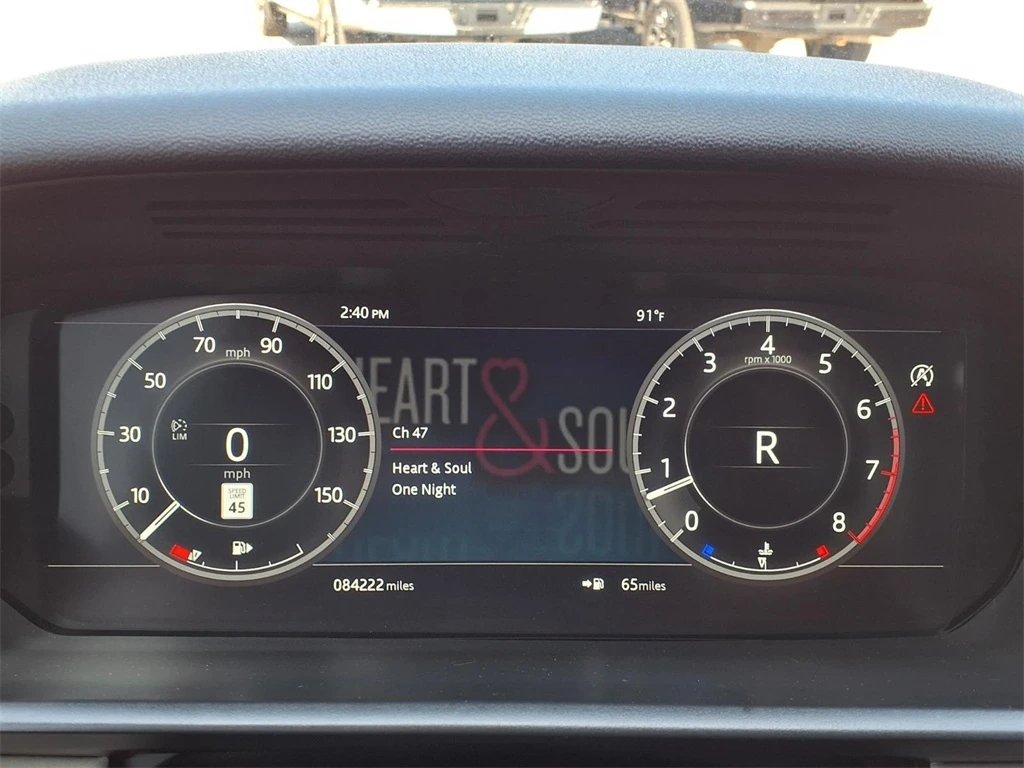 2:40 PM
91°F
70 mph 90
50
110
30
130
10
150
LIM
0
mph
SPEED
LIMIT
45
HEART & SOUL
Ch 47
Heart & Soul
One Night
4
rpm x 1000
3
5
2
6
1
7
0
8
R
A
084222 miles
65 miles